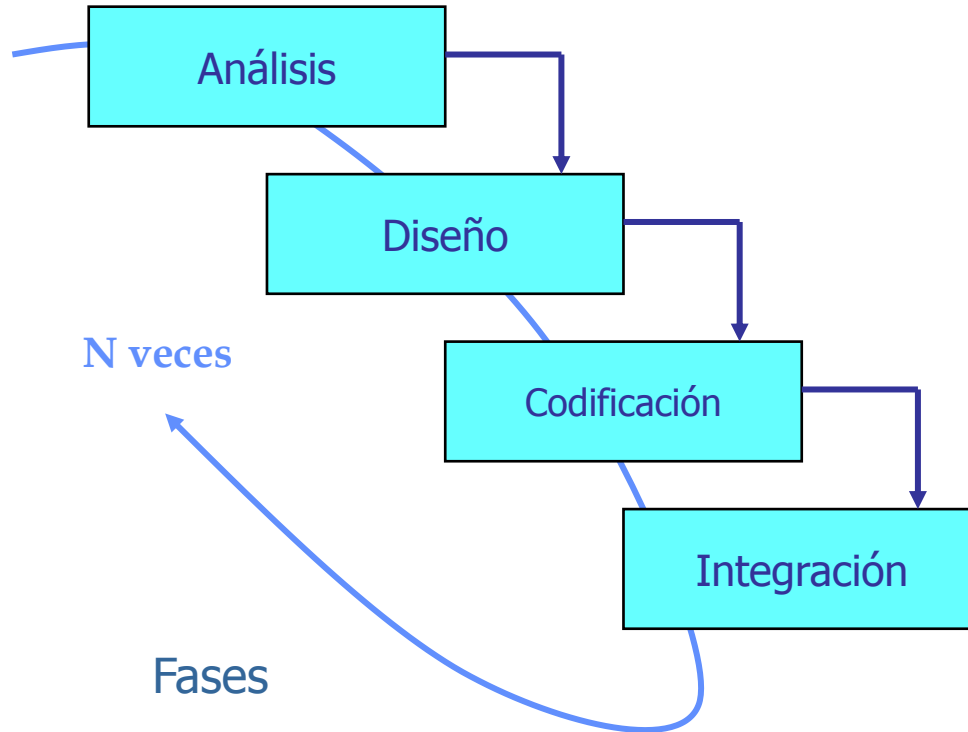 Análisis
Diseño
N veces
Codificación
Integración
Fases